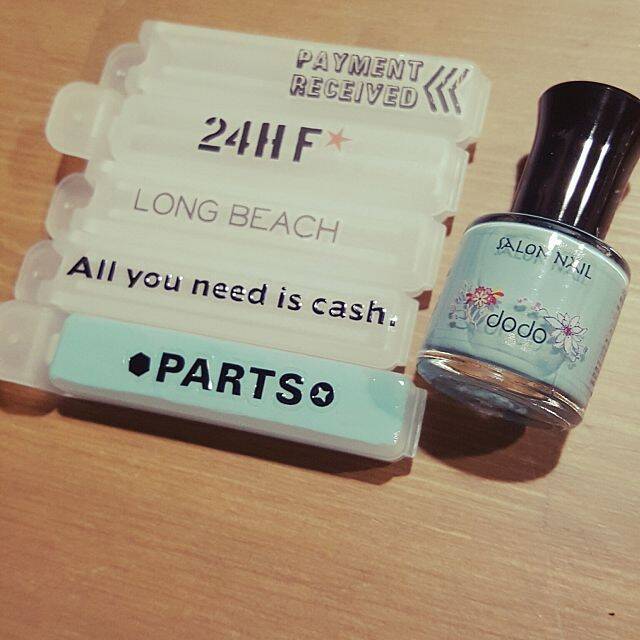 PAYMENT
RECEIVED
24H F
LONG BEACH
All you need is cash.
PARTS
SALON NAIL
dodo